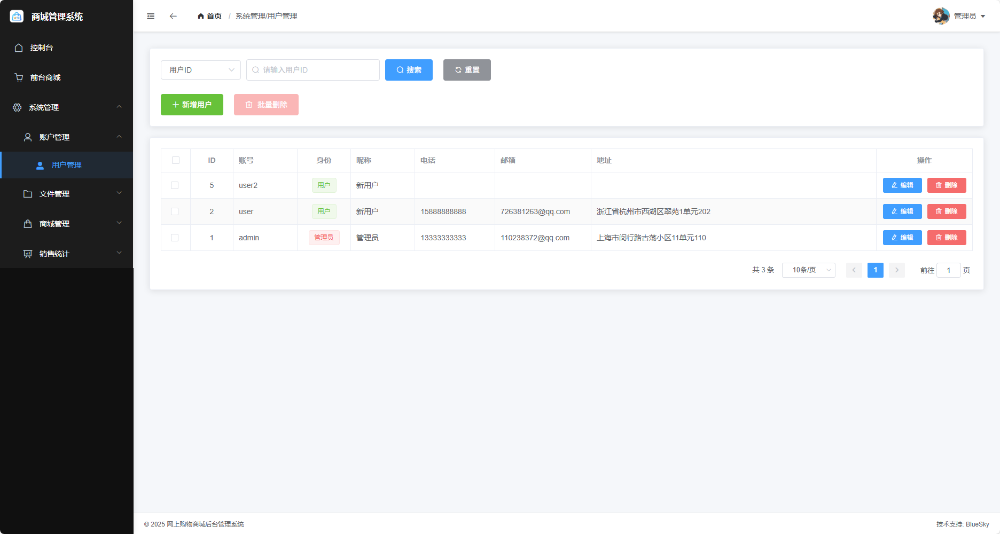 商城管理系统
控制台
前台商城
系统管理
账户管理
用户管理
文件管理
商城管理
销售统计
首页 / 系统管理/用户管理
管理员
用户ID 请输入用户ID 搜索 重置
新增用户 批量删除
ID 账号 身份 昵称 电话 邮箱 地址 操作
5 user2 用户 新用户 编辑 删除
2 user 用户 新用户 15888888888 726381263@qq.com 浙江省杭州市西湖区翠苑1单元202 编辑 删除
1 admin 管理员 管理员 13333333333 110238372@qq.com 上海市闵行路古荡小区11单元110 编辑 删除
共 3 条 10条/页 1 前往 1 页
© 2025 网上购物商城后台管理系统
技术支持: BlueSky